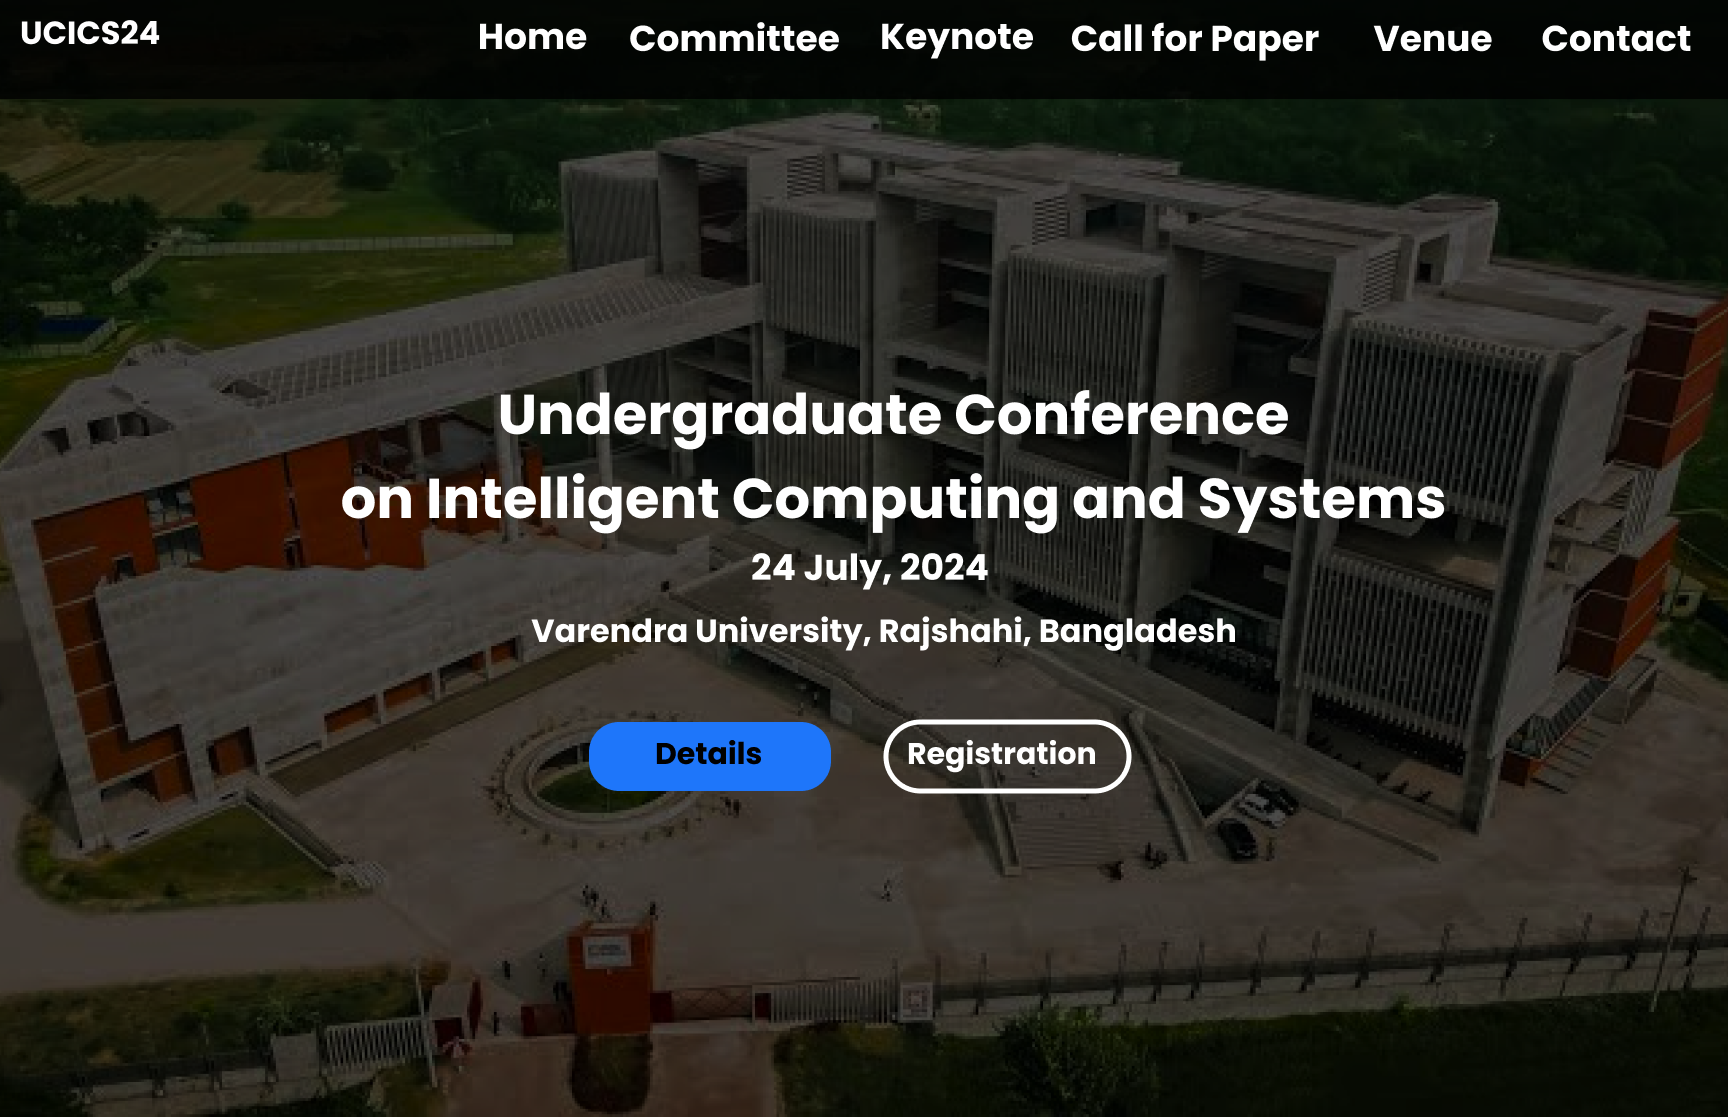 UCICS24
Home Committee Keynote Call for Paper Venue Contact
Undergraduate Conference
on Intelligent Computing and Systems
24 July, 2024
Varendra University, Rajshahi, Bangladesh
Details Registration